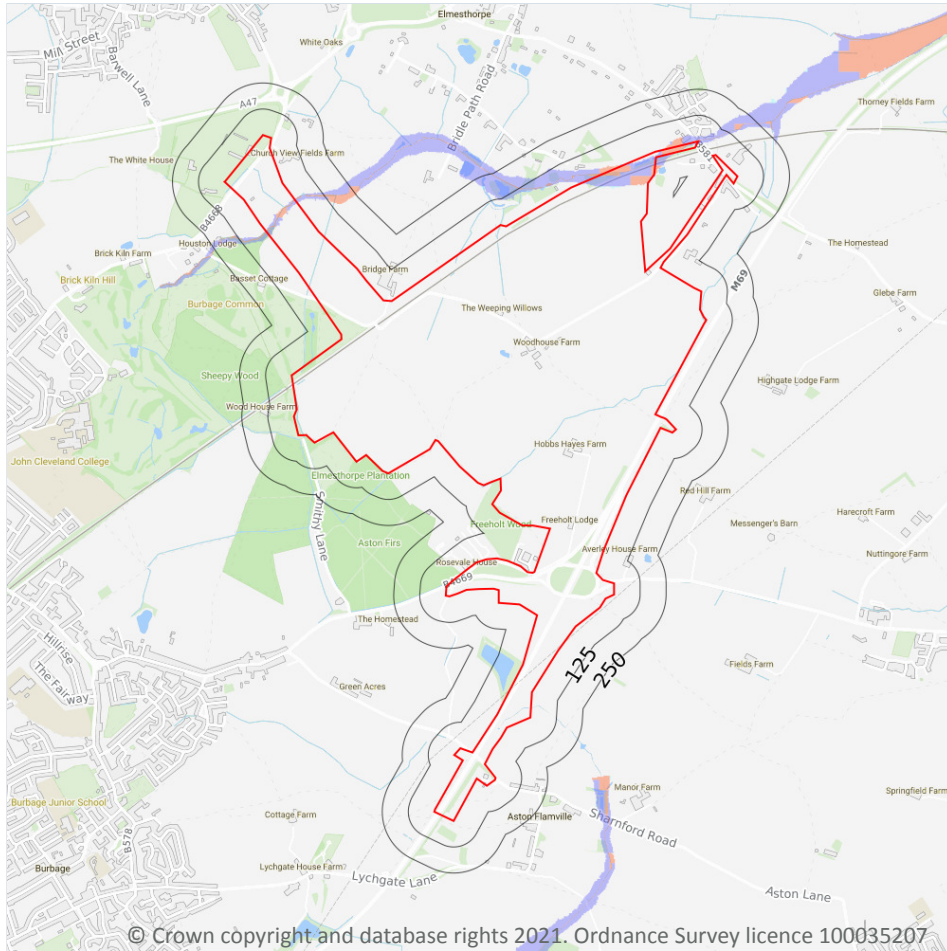 Elmesthorpe
Mill Street
Barwell Lane
White Oaks
A47
Bridle Path Road
Thorney Fields Farm
The White House
Church View Fields Farm
B581
B4668
Houston Lodge
Brick Kiln Farm
Brick Kiln Hill
Basset Cottage
Bridge Farm
The Homestead
M69
Burbage Common
The Weeping Willows
Glebe Farm
Woodhouse Farm
Sheepy Wood
Highgate Lodge Farm
Wood House Farm
Hobbs Hayes Farm
John Cleveland College
Elmesthorpe Plantation
Red Hill Farm
Smithy Lane
Freeholt Wood
Freeholt Lodge
Messenger's Barn
Harecroft Farm
Aston Firs
Averley House Farm
Nuttingore Farm
Rosevale House
B4669
The Homestead
Hillrise
The Fairway
125
250
Fields Farm
Green Acres
Manor Farm
Springfield Farm
Burbage Junior School
B578
Cottage Farm
Aston Flamville
Sharnford Road
Burbage
Lychgate House Farm
Lychgate Lane
Aston Lane
© Crown copyright and database rights 2021. Ordnance Survey licence 100035207